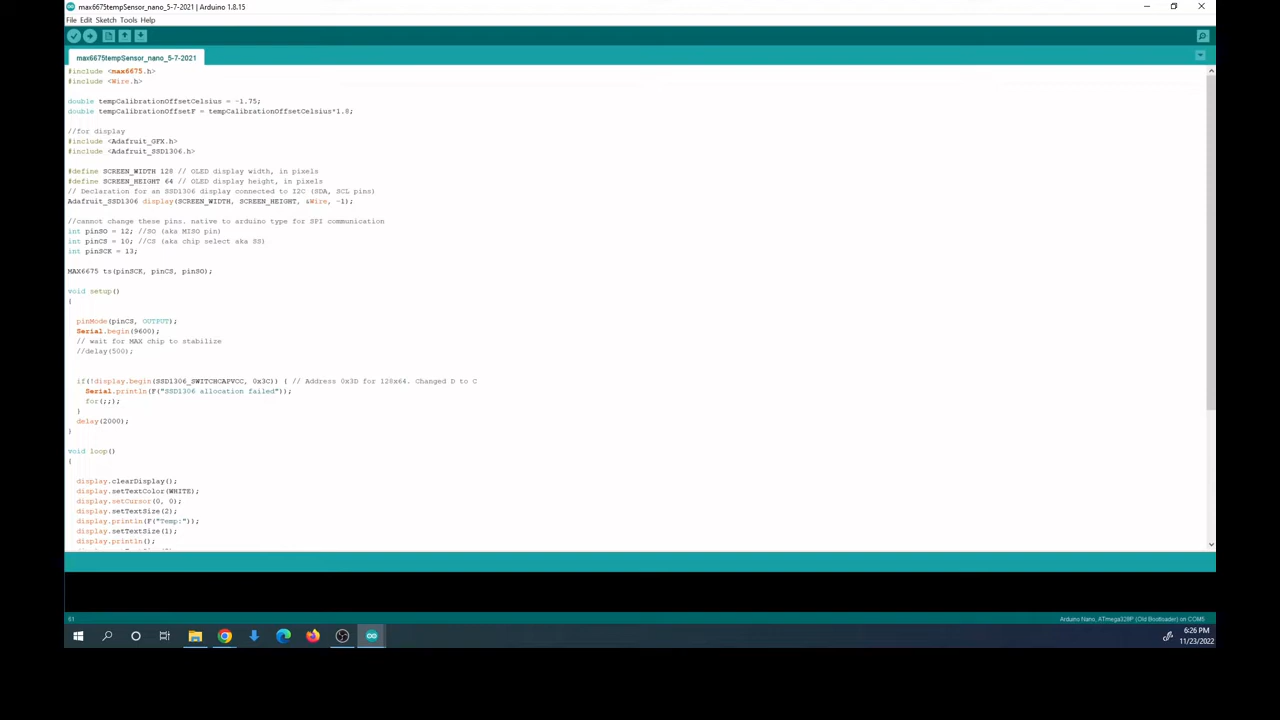 max6675tempSensor_nano_5-7-2021 | Arduino 1.8.15
File Edit Sketch Tools Help
max6675tempSensor_nano_5-7-2021
#include <max6675.h>
#include <Wire.h>
double tempCalibrationOffsetCelsius = -1.75;
double tempCalibrationOffsetF = tempCalibrationOffsetCelsius*1.8;
//for display
#include <Adafruit_GFX.h>
#include <Adafruit_SSD1306.h>
#define SCREEN_WIDTH 128 // OLED display width, in pixels
#define SCREEN_HEIGHT 64 // OLED display height, in pixels
// Declaration for an SSD1306 display connected to I2C (SDA, SCL pins)
Adafruit_SSD1306 display(SCREEN_WIDTH, SCREEN_HEIGHT, &Wire, -1);
//cannot change these pins. native to arduino type for SPI communication
int pinSO = 12; //SO (aka MISO pin)
int pinCS = 10; //CS (aka chip select aka SS)
int pinSCK = 13;
MAX6675 ts(pinSCK, pinCS, pinSO);
void setup()
{
pinMode(pinCS, OUTPUT);
Serial.begin(9600);
// wait for MAX chip to stabilize
//delay(500);
if(!display.begin(SSD1306_SWITCHCAPVCC, 0x3C)) { // Address 0x3D for 128x64. Changed D to C
Serial.println(F("SSD1306 allocation failed"));
for(;;);
}
delay(2000);
}
void loop()
{
display.clearDisplay();
display.setTextColor(WHITE);
display.setCursor(0, 0);
display.setTextSize(2);
display.println(F("Temp:"));
display.setTextSize(1);
display.println();
61
Arduino Nano, ATmega328P (Old Bootloader) on COM5
6:26 PM
11/23/2022